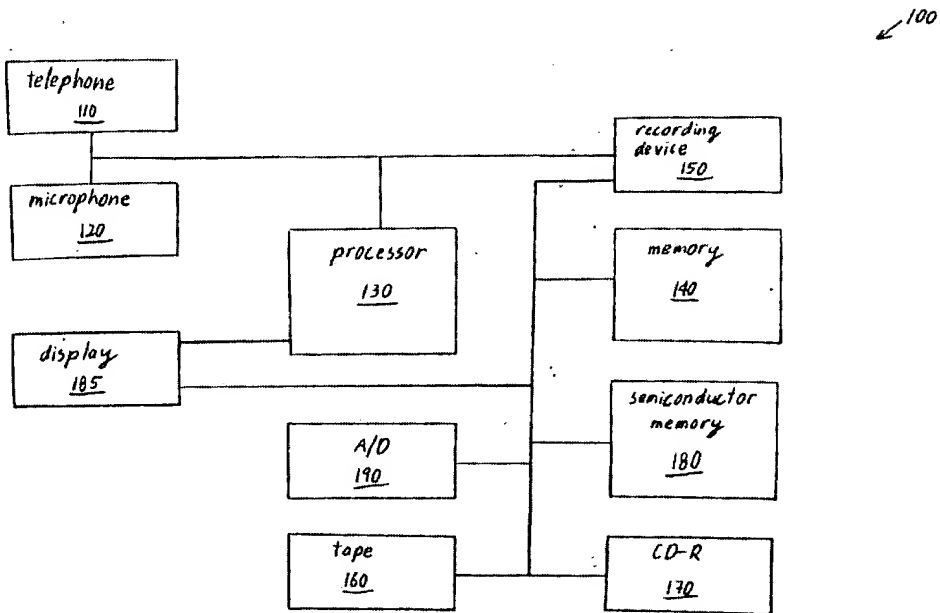 100
telephone
110
microphone
120
recording
device
150
processor
130
memory
140
display
185
semiconductor
memory
180
A/D
190
tape
160
CD-R
170